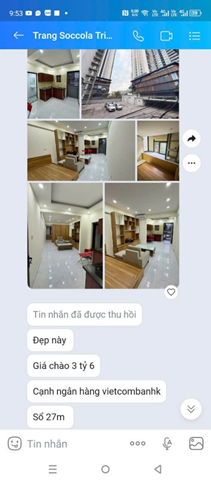 9:53
Trang Soccola Tri...
Tin nhắn đã được thu hồi
Đẹp này
Giá chào 3 tỷ 6
Cạnh ngân hàng vietcombanhk
Sổ 27m
Tin nhắn